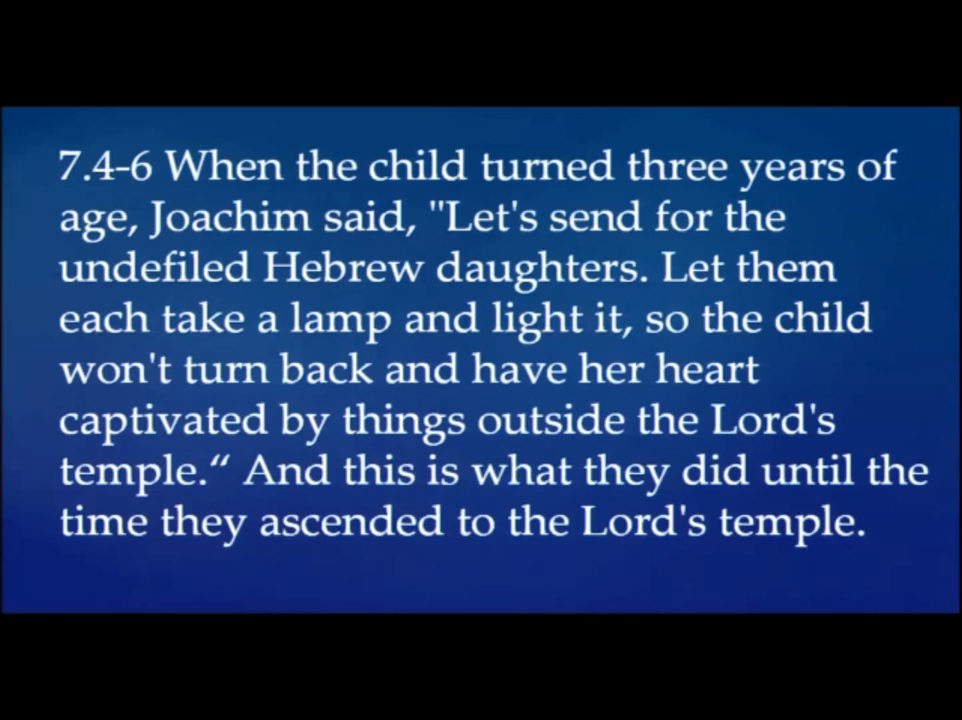 7.4-6 When the child turned three years of
age, Joachim said, "Let's send for the
undefiled Hebrew daughters. Let them
each take a lamp and light it, so the child
won't turn back and have her heart
captivated by things outside the Lord's
temple.“ And this is what they did until the
time they ascended to the Lord's temple.